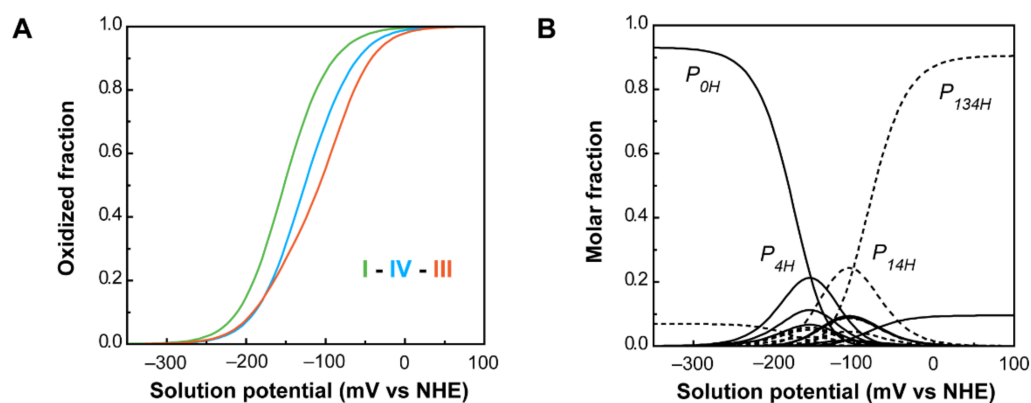 A
Oxidized fraction
1.0
0.8
0.6
0.4
0.2
0.0
I - IV - III
−300
−200
−100
0
100
Solution potential (mV vs NHE)
B
Molar fraction
1.0
0.8
0.6
0.4
0.2
0.0
P0H
P134H
P4H
P14H
−300
−200
−100
0
100
Solution potential (mV vs NHE)